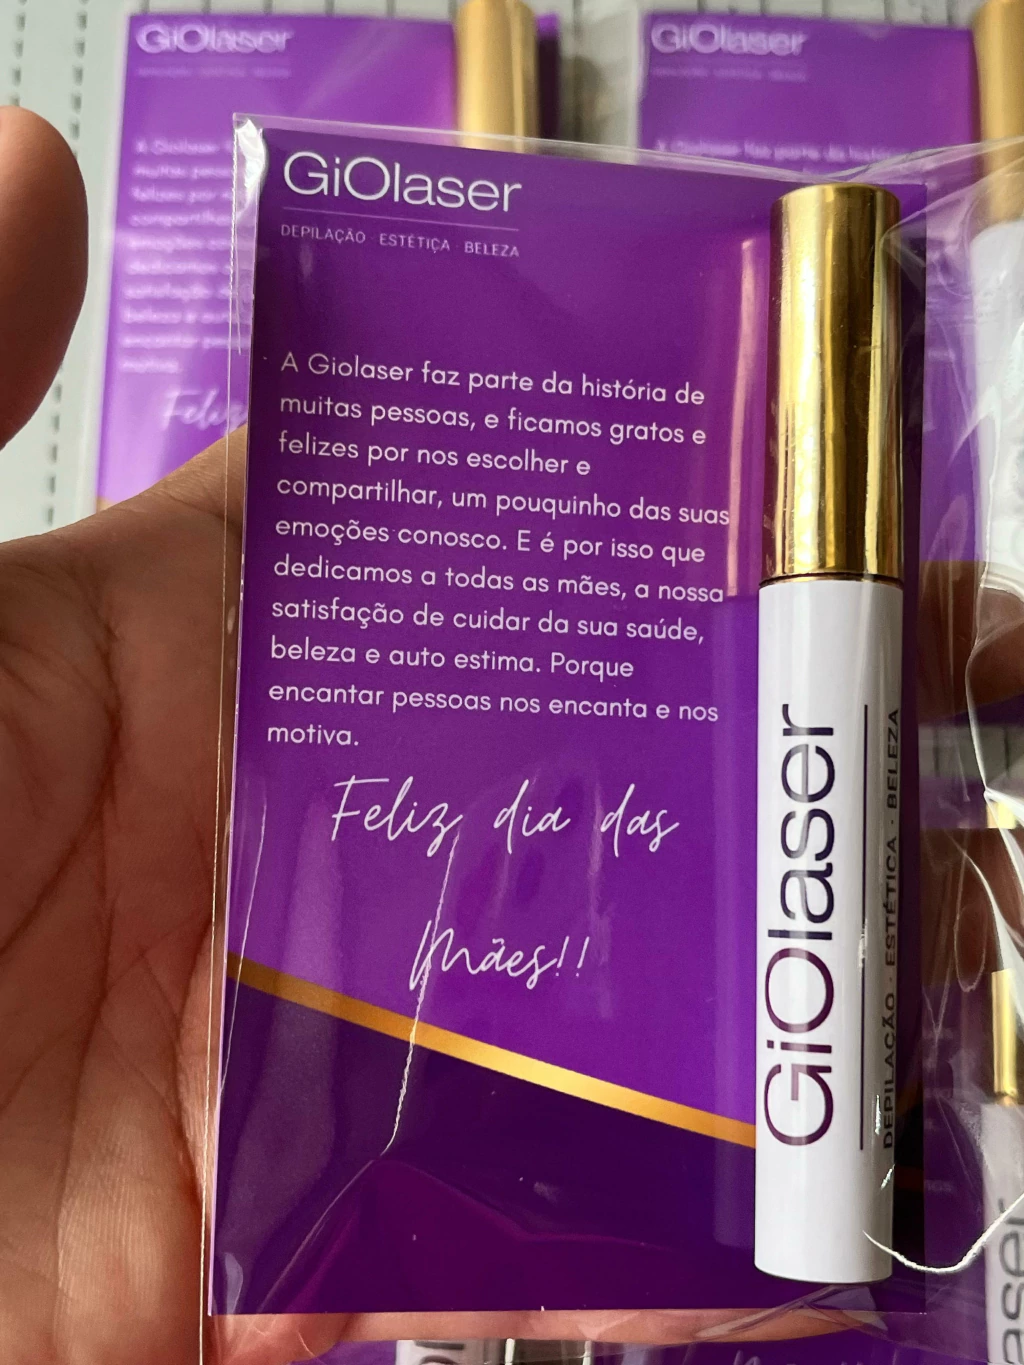 GiOlaser
GiOlaser
GiOlaser
DEPILAÇÃO · ESTÉTIÇA · BELEZA
A Giolaser faz parte da história de
muitas pessoas, e ficamos gratos e
felizes por nos escolher e
compartilhar, um pouquinho das suas
emoções conosco. E é por isso que
dedicamos a todas as mães, a nossa
satisfação de cuidar da sua saúde,
beleza e auto estima. Porque
encantar pessoas nos encanta e nos
motiva.
Feliz dia das
Mães!!
GiOlaser
DEPILAÇÃO · ESTÉTICA · BELEZA